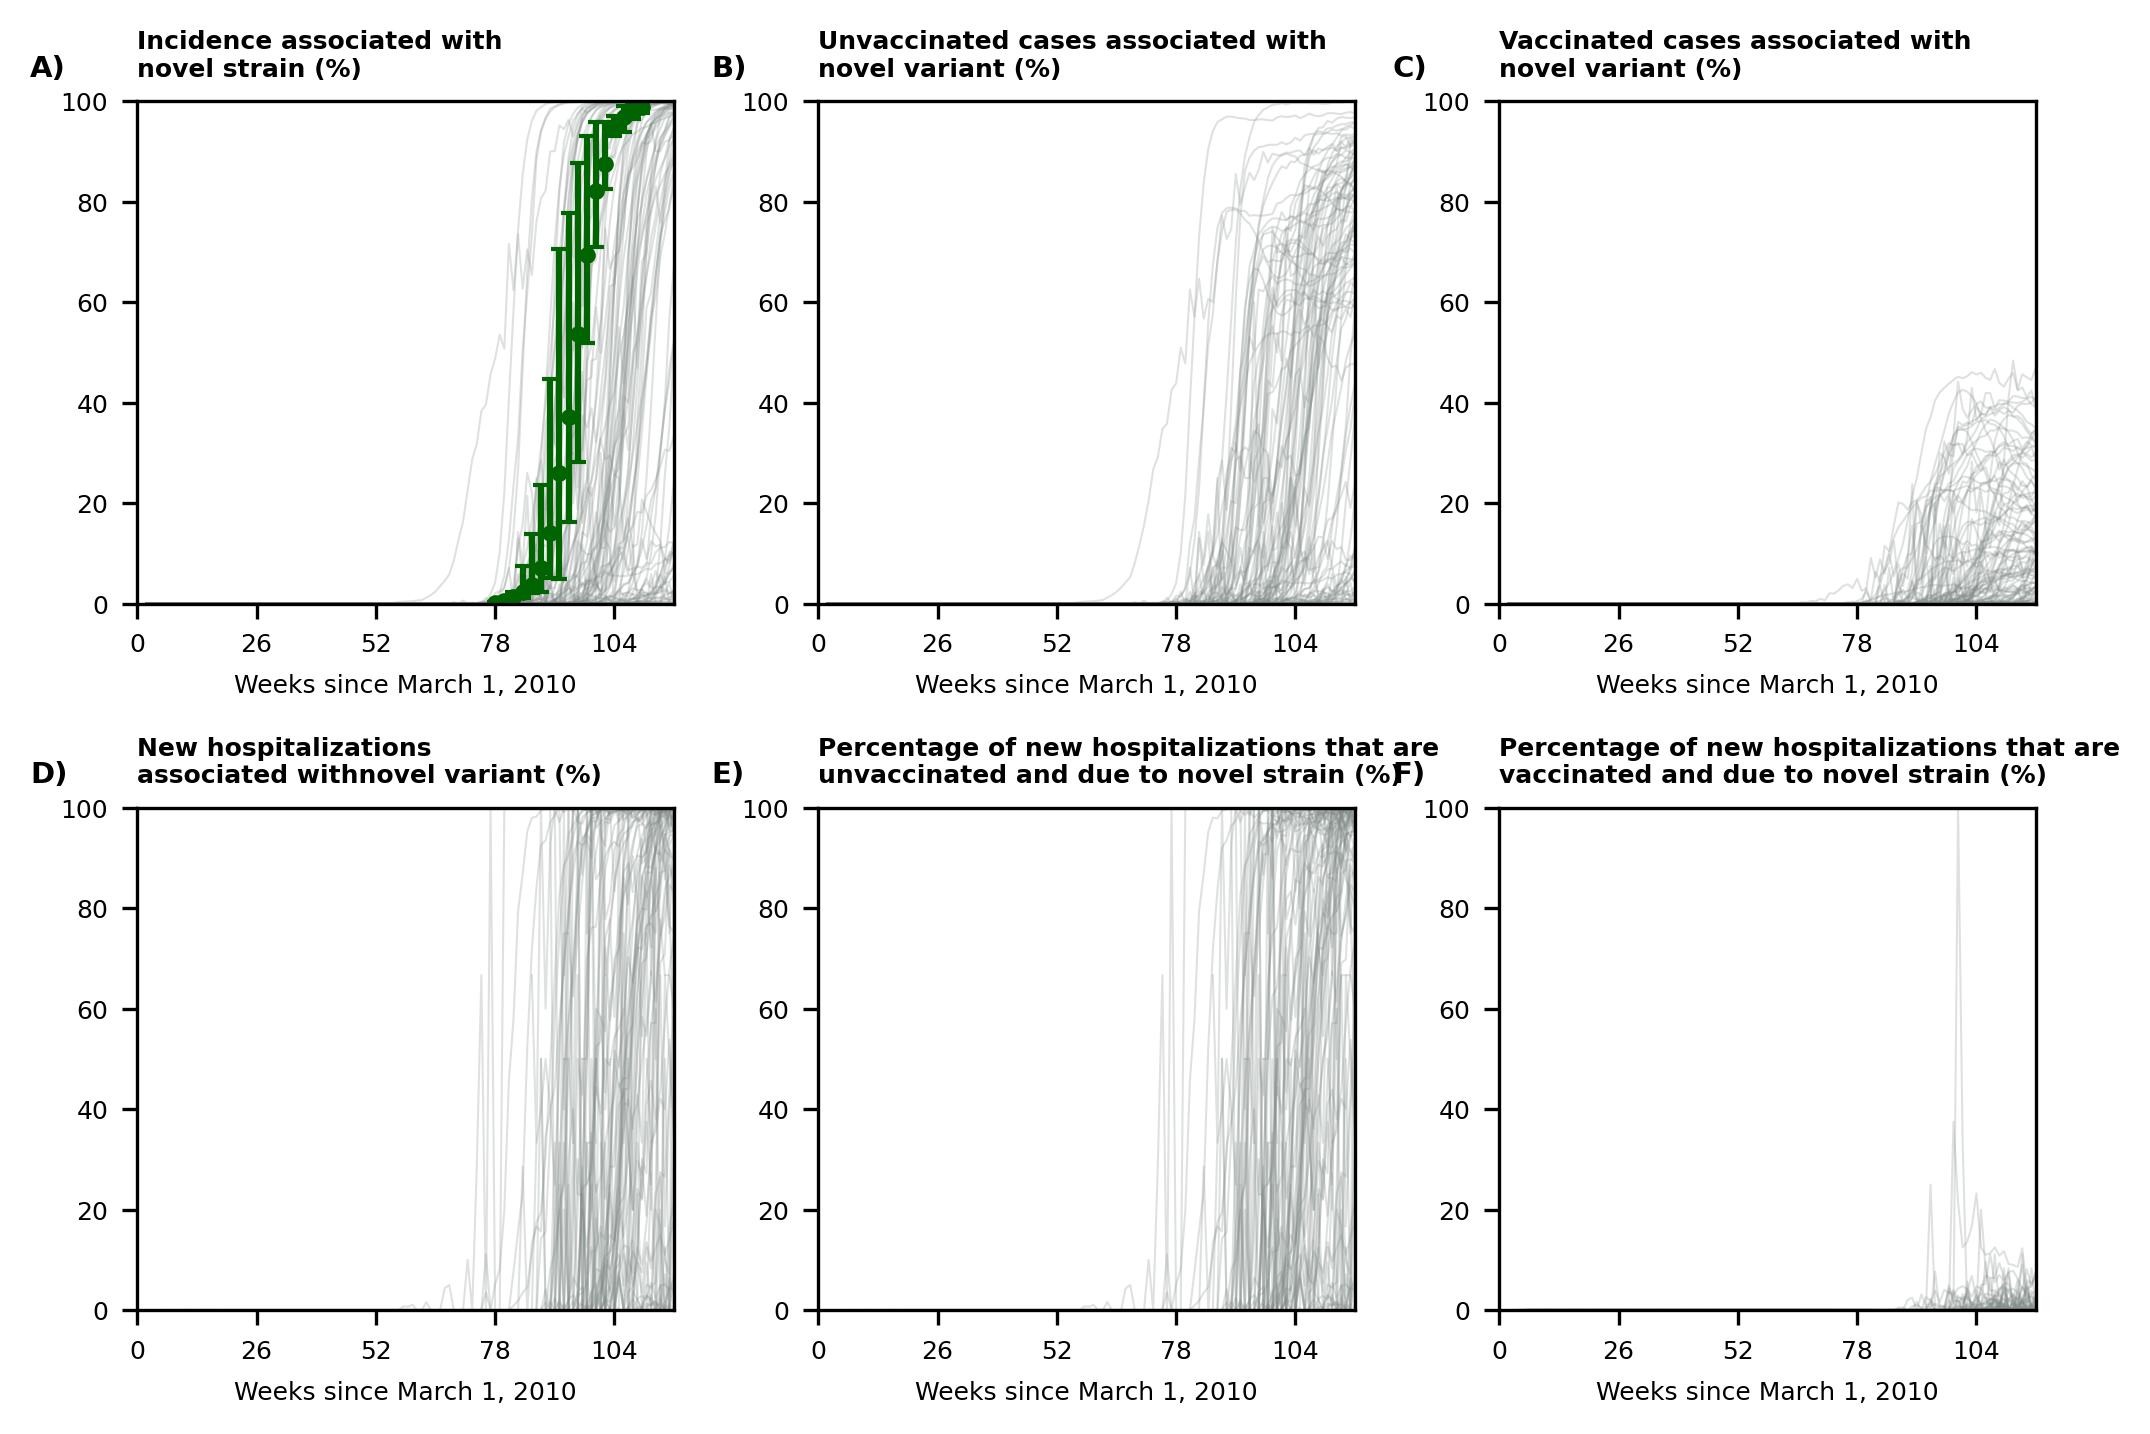 A)
Incidence associated with
novel strain (%)
100
80
60
40
20
0
0 26 52 78 104
Weeks since March 1, 2010
B)
Unvaccinated cases associated with
novel variant (%)
100
80
60
40
20
0
0 26 52 78 104
Weeks since March 1, 2010
C)
Vaccinated cases associated with
novel variant (%)
100
80
60
40
20
0
0 26 52 78 104
Weeks since March 1, 2010
D)
New hospitalizations
associated withnovel variant (%)
100
80
60
40
20
0
0 26 52 78 104
Weeks since March 1, 2010
E)
Percentage of new hospitalizations that are
unvaccinated and due to novel strain (%)
100
80
60
40
20
0
0 26 52 78 104
Weeks since March 1, 2010
F)
Percentage of new hospitalizations that are
vaccinated and due to novel strain (%)
100
80
60
40
20
0
0 26 52 78 104
Weeks since March 1, 2010